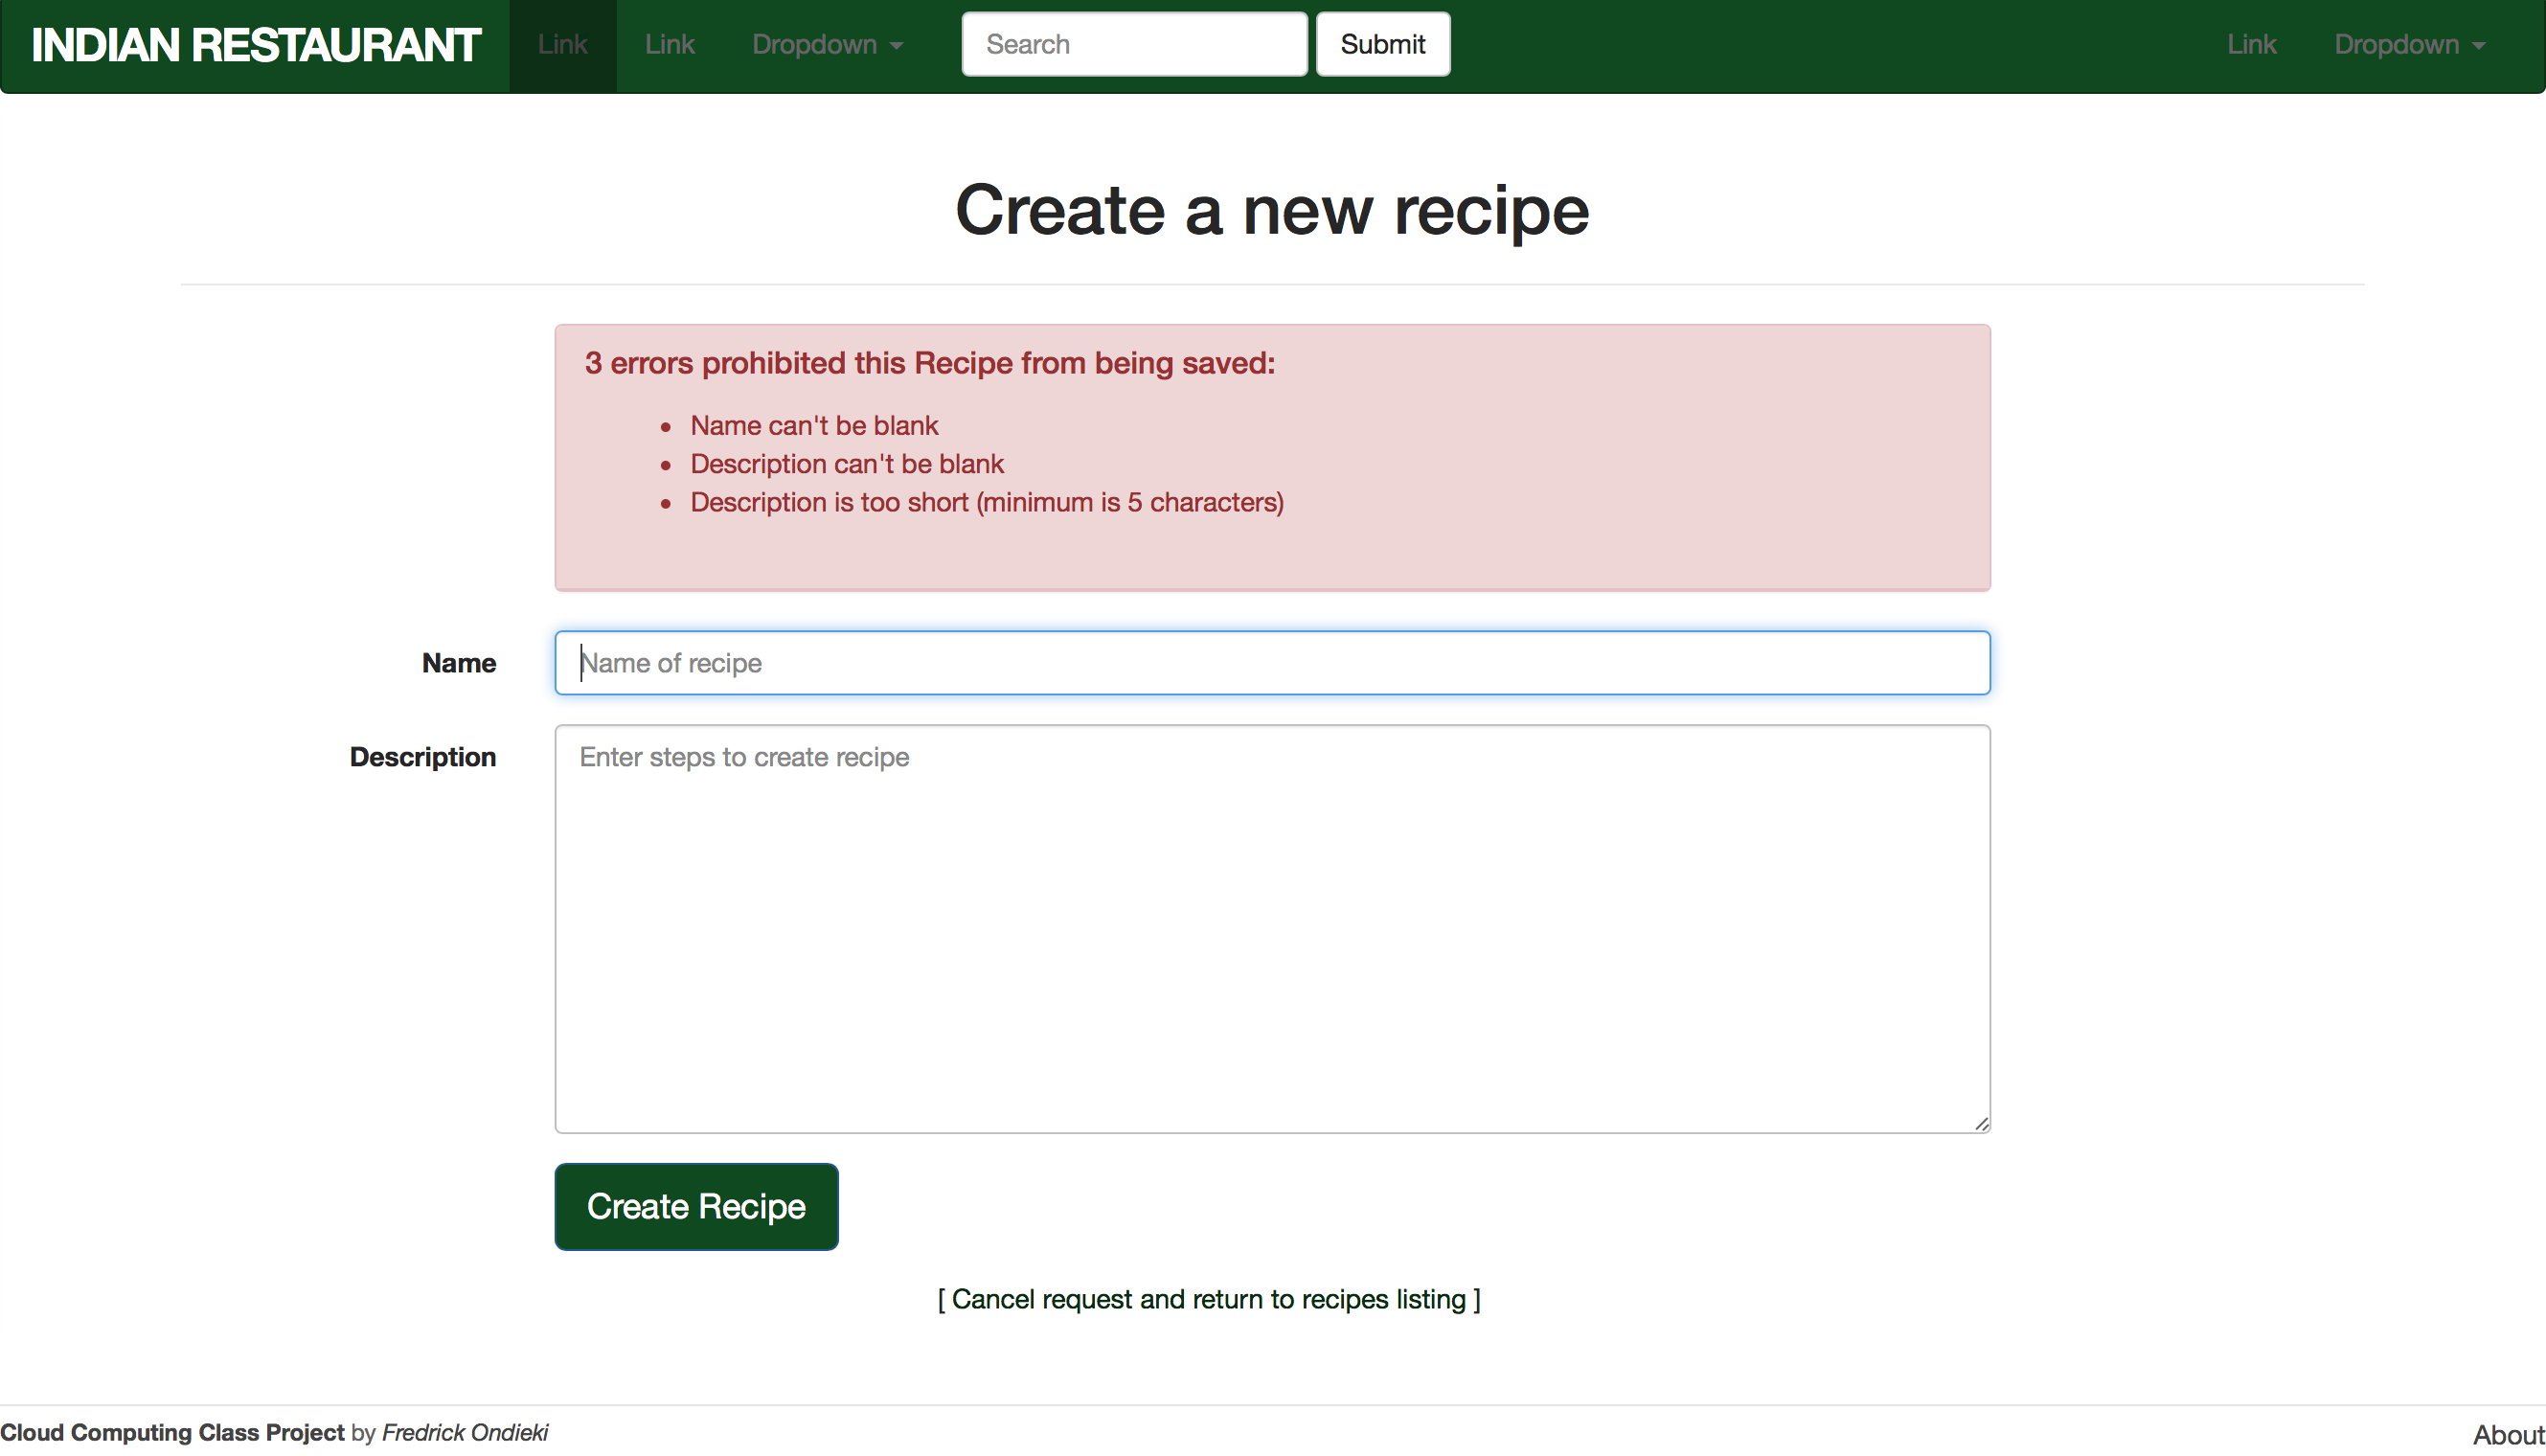 INDIAN RESTAURANT Link Link Dropdown Search Submit Link Dropdown
Create a new recipe
3 errors prohibited this Recipe from being saved:
Name can't be blank
Description can't be blank
Description is too short (minimum is 5 characters)
Name Name of recipe
Description Enter steps to create recipe
Create Recipe
[ Cancel request and return to recipes listing ]
Cloud Computing Class Project by Fredrick Ondieki About